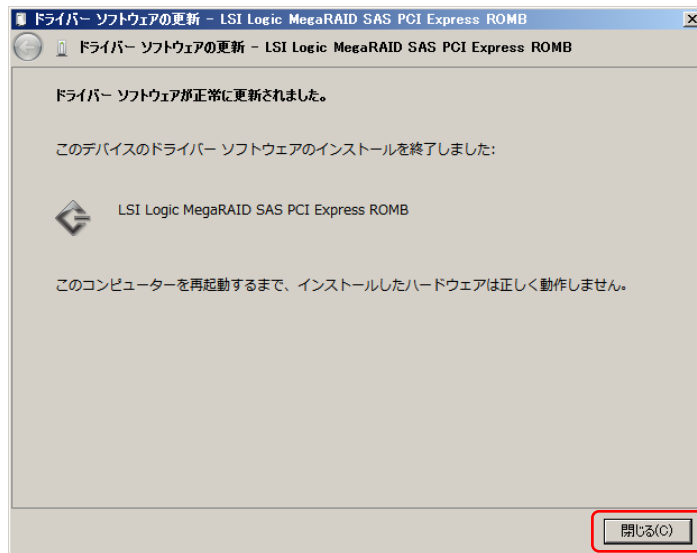 ドライバー ソフトウェアの更新 - LSI Logic MegaRAID SAS PCI Express ROMB
ドライバー ソフトウェアの更新 - LSI Logic MegaRAID SAS PCI Express ROMB
ドライバー ソフトウェアが正常に更新されました。
このデバイスのドライバー ソフトウェアのインストールを終了しました:
LSI Logic MegaRAID SAS PCI Express ROMB
このコンピューターを再起動するまで、インストールしたハードウェアは正しく動作しません。
閉じる(C)